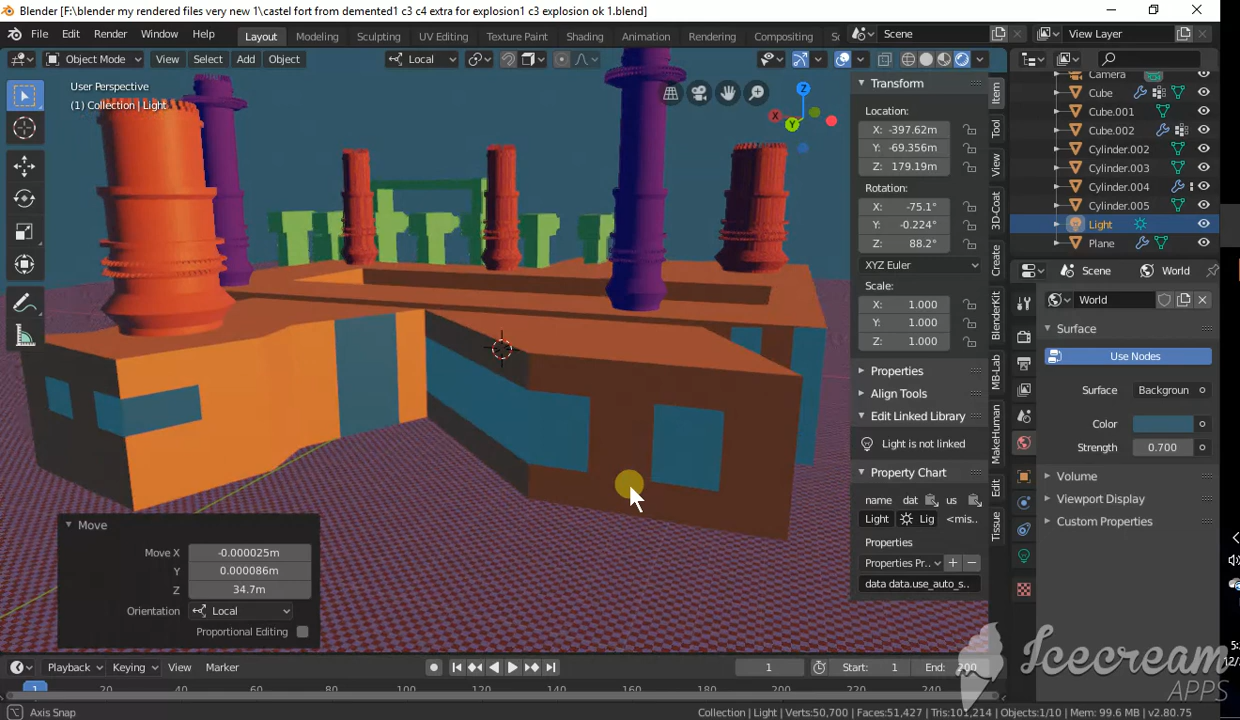 Blender [F:\blender my rendered files very new 1\castel fort from demented1 c3 c4 extra for explosion1 c3 explosion ok 1.blend]
File Edit Render Window Help Layout Modeling Sculpting UV Editing Texture Paint Shading Animation Rendering Compositing Sc Scene View Layer
Object Mode View Select Add Object Local
User Perspective
(1) Collection | Light
X Y Z
Transform
Location:
X: -397.62m
Y: -69.356m
Z: 179.19m
Rotation:
X: -75.1°
Y: -0.224°
Z: 88.2°
XYZ Euler
Scale:
X: 1.000
Y: 1.000
Z: 1.000
Properties
Align Tools
Edit Linked Library
Light is not linked
Property Chart
name dat us
Light Lig <mis..
Properties
Properties Pr..
data data.use_auto_s..
Item
Tool
View
3D-Coat
Create
BlenderKit
MB-Lab
MakeHuman
Edit
Tissue
Camera
Cube
Cube.001
Cube.002
Cylinder.002
Cylinder.003
Cylinder.004
Cylinder.005
Light
Plane
Scene World
World
Surface
Use Nodes
Surface Backgroun
Color
Strength 0.700
Volume
Viewport Display
Custom Properties
Move
Move X -0.000025m
Y 0.000086m
Z 34.7m
Orientation Local
Proportional Editing
Playback Keying View Marker 1 Start: 1 End: 200
1 20 40 60 80 100 120 140 160 180 200 220 240
Axis Snap
Collection | Light | Verts:50,700 | Faces:51,427 | Tris:101,214 | Objects:1/10 | Mem: 99.6 MB | v2.80.75
Icecream
APPS